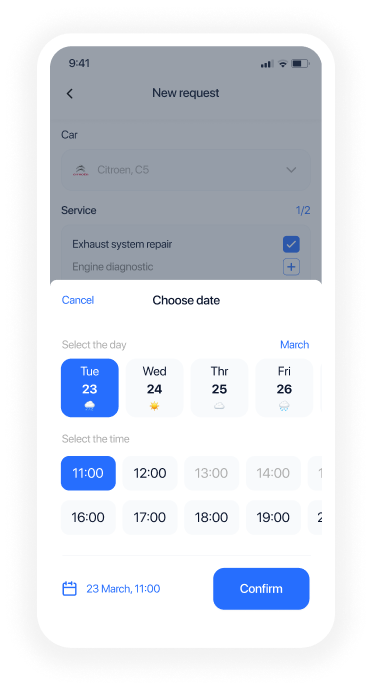 9:41
New request
Car
Citroen, C5
Service 1/2
Exhaust system repair
Engine diagnostic
Cancel Choose date
Select the day March
Tue Wed Thr Fri
23 24 25 26
Select the time
11:00 12:00 13:00 14:00 1
16:00 17:00 18:00 19:00 2
23 March, 11:00 Confirm